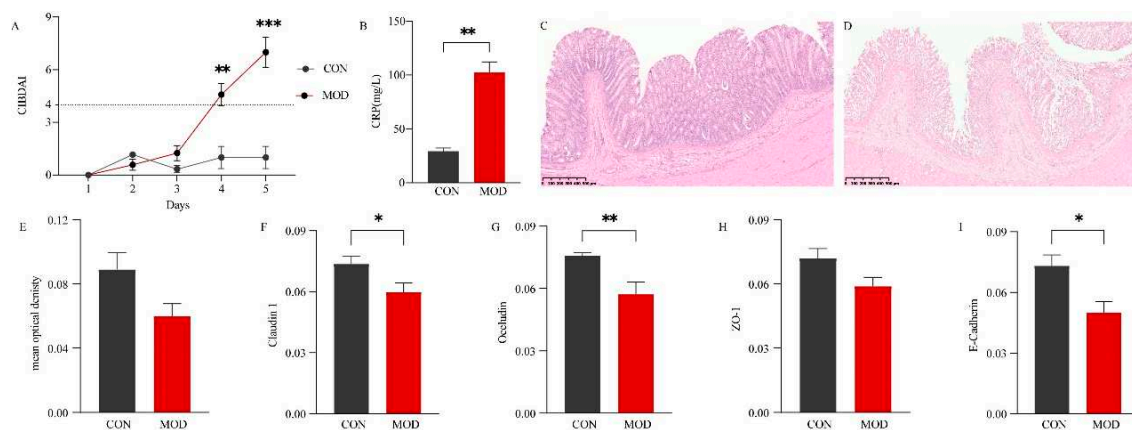 A
CIBDAI
9
6
4
3
0
1 2 3 4 5
Days
**
***
CON
MOD
B
CRP(mg/L)
150
100
50
0
**
CON MOD
C
D
E
mean optical denisty
0.12
0.08
0.04
0.00
CON MOD
F
Claudin 1
0.09
0.06
0.03
0.00
*
CON MOD
G
Occludin
0.09
0.06
0.03
0.00
**
CON MOD
H
ZO-1
0.09
0.06
0.03
0.00
CON MOD
I
E-Cadherin
0.09
0.06
0.03
0.00
*
CON MOD